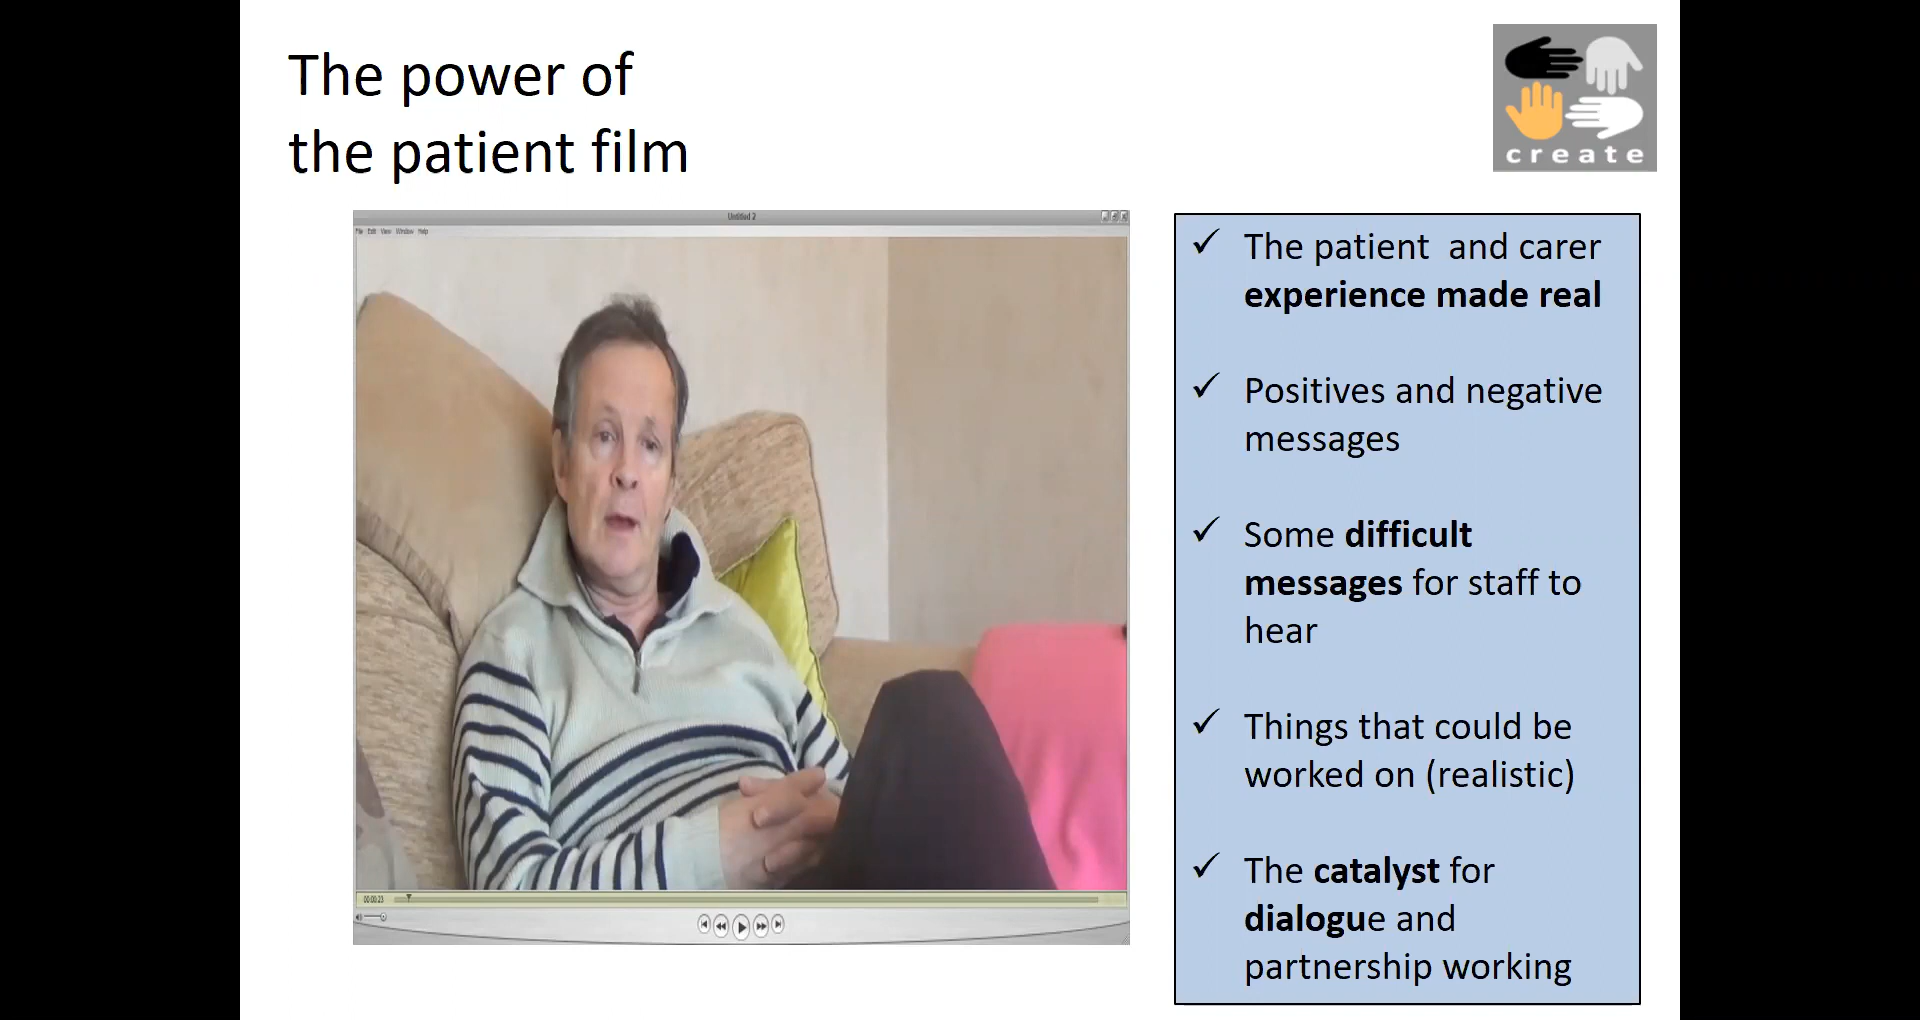 The power of
the patient film
create
Untitled 2
File Edit View Window Help
00:00:23
✓ The patient  and carer
experience made real
✓ Positives and negative
messages
✓ Some difficult
messages for staff to
hear
✓ Things that could be
worked on (realistic)
✓ The catalyst for
dialogue and
partnership working